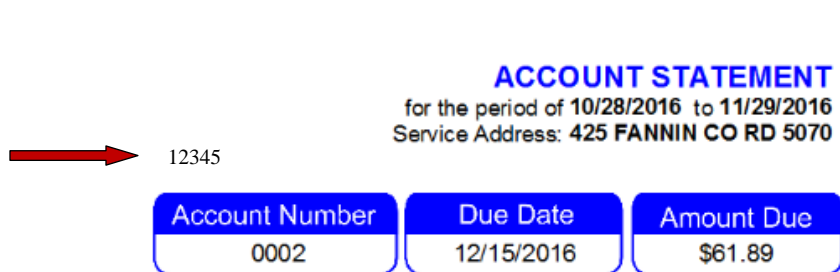 ACCOUNT STATEMENT
for the period of 10/28/2016 to 11/29/2016
Service Address: 425 FANNIN CO RD 5070
12345
Account Number Due Date Amount Due
0002 12/15/2016 $61.89